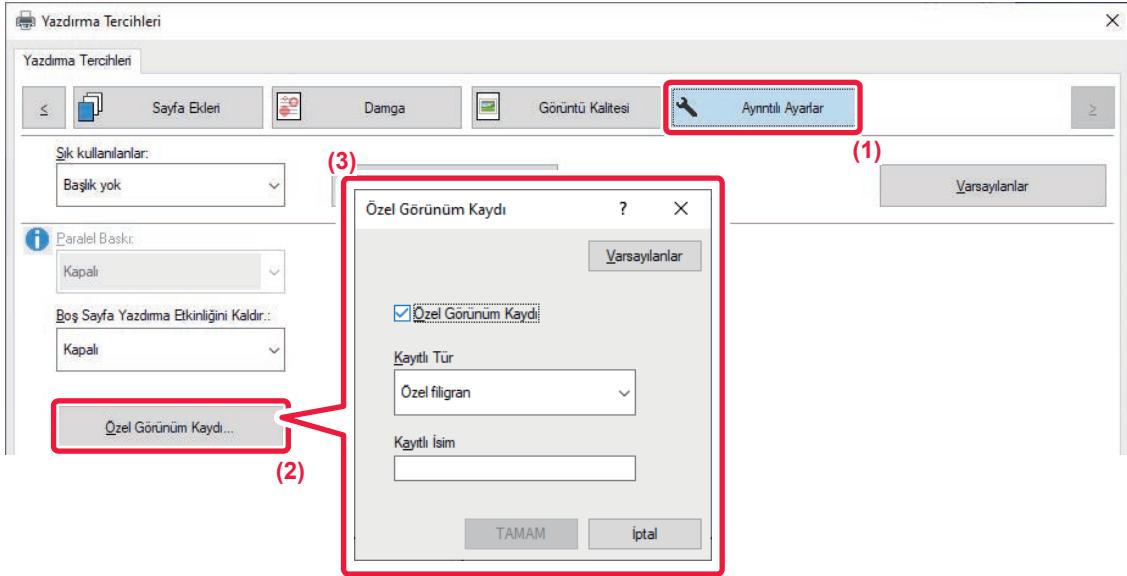 Yazdırma Tercihleri
Yazdırma Tercihleri
<
Sayfa Ekleri
Damga
Görüntü Kalitesi
Ayrıntılı Ayarlar
>
(1)
Sık kullanılanlar:
Başlık yok
(3)
Varsayılanlar
Paralel Baskı:
Kapalı
Boş Sayfa Yazdırma Etkinliğini Kaldır.:
Kapalı
Özel Görünüm Kaydı...
(2)
Özel Görünüm Kaydı
?
Varsayılanlar
Özel Görünüm Kaydı
Kayıtlı Tür
Özel filigran
Kayıtlı İsim
TAMAM
İptal